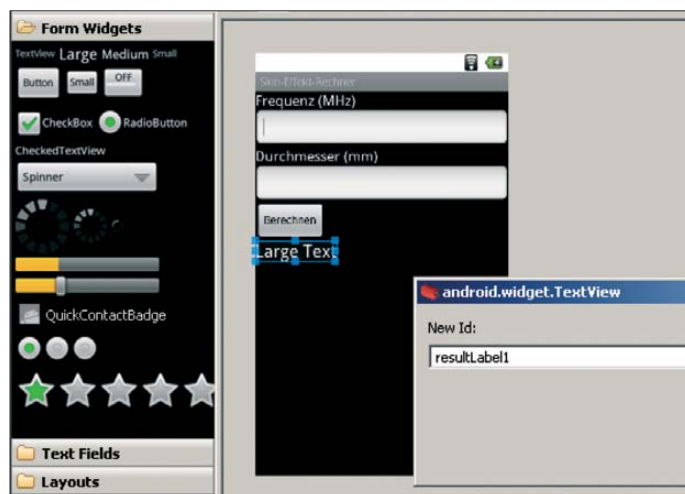 Form Widgets
TextView Large Medium Small
Button Small OFF
CheckBox RadioButton
CheckedTextView
Spinner
QuickContactBadge
Text Fields
Layouts
Skin-Effekt-Rechner
Frequenz (MHz)
Durchmesser (mm)
Berechnen
Large Text
android.widget.TextView
New Id:
resultLabel1